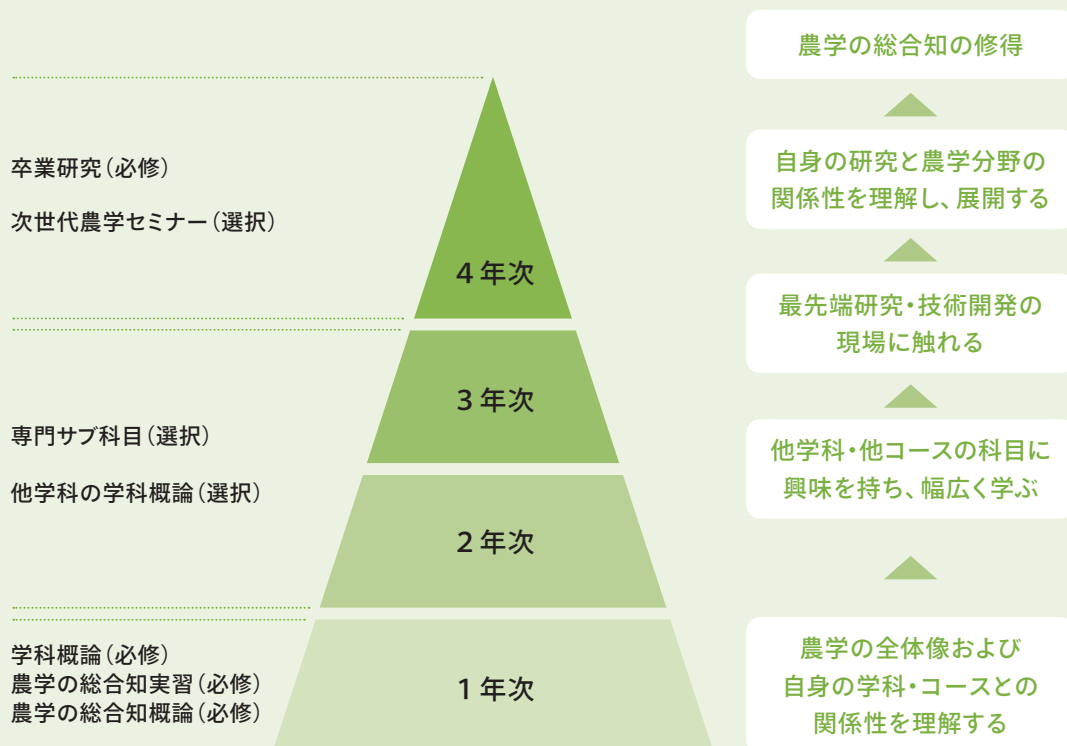 農学の総合知の修得
卒業研究（必修）
次世代農学セミナー（選択）
4年次
自身の研究と農学分野の
関係性を理解し、展開する
最先端研究・技術開発の
現場に触れる
3年次
専門サブ科目（選択）
他学科の学科概論（選択）
2年次
他学科・他コースの科目に
興味を持ち、幅広く学ぶ
学科概論（必修）
農学の総合知実習（必修）
農学の総合知概論（必修）
1年次
農学の全体像および
自身の学科・コースとの
関係性を理解する